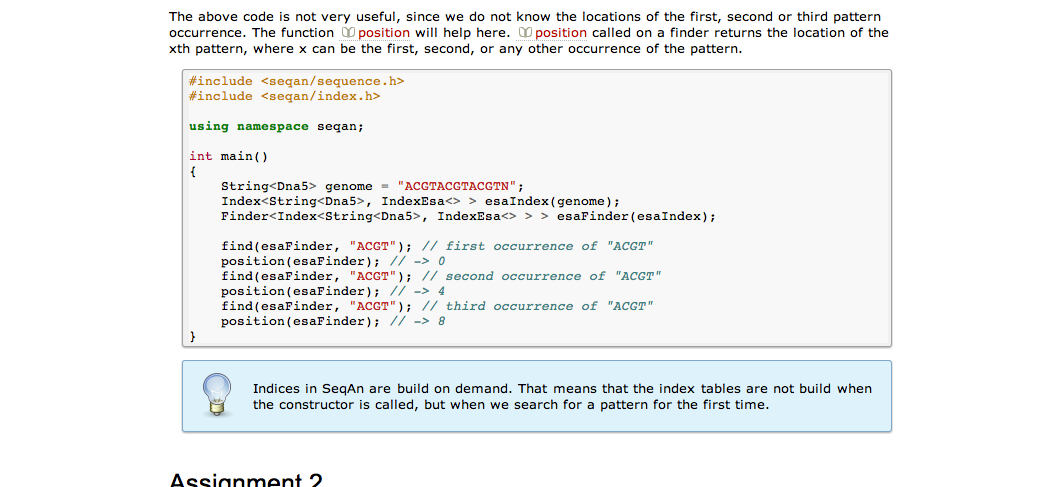 The above code is not very useful, since we do not know the locations of the first, second or third pattern
occurrence. The function position will help here. position called on a finder returns the location of the
xth pattern, where x can be the first, second, or any other occurrence of the pattern.
#include <seqan/sequence.h>
#include <seqan/index.h>
using namespace seqan;
int main()
{
String<Dna5> genome = "ACGTACGTACGTN";
Index<String<Dna5>, IndexEsa<> > esaIndex(genome);
Finder<Index<String<Dna5>, IndexEsa<> > > esaFinder(esaIndex);
find(esaFinder, "ACGT"); // first occurrence of "ACGT"
position(esaFinder); // -> 0
find(esaFinder, "ACGT"); // second occurrence of "ACGT"
position(esaFinder); // -> 4
find(esaFinder, "ACGT"); // third occurrence of "ACGT"
position(esaFinder); // -> 8
}
Indices in SeqAn are build on demand. That means that the index tables are not build when
the constructor is called, but when we search for a pattern for the first time.
Assignment 2